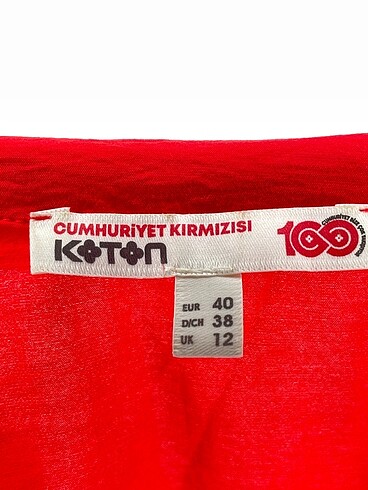 CUMHURİYET KIRMIZISI
KOTON
100
EUR 40
D/CH 38
UK 12